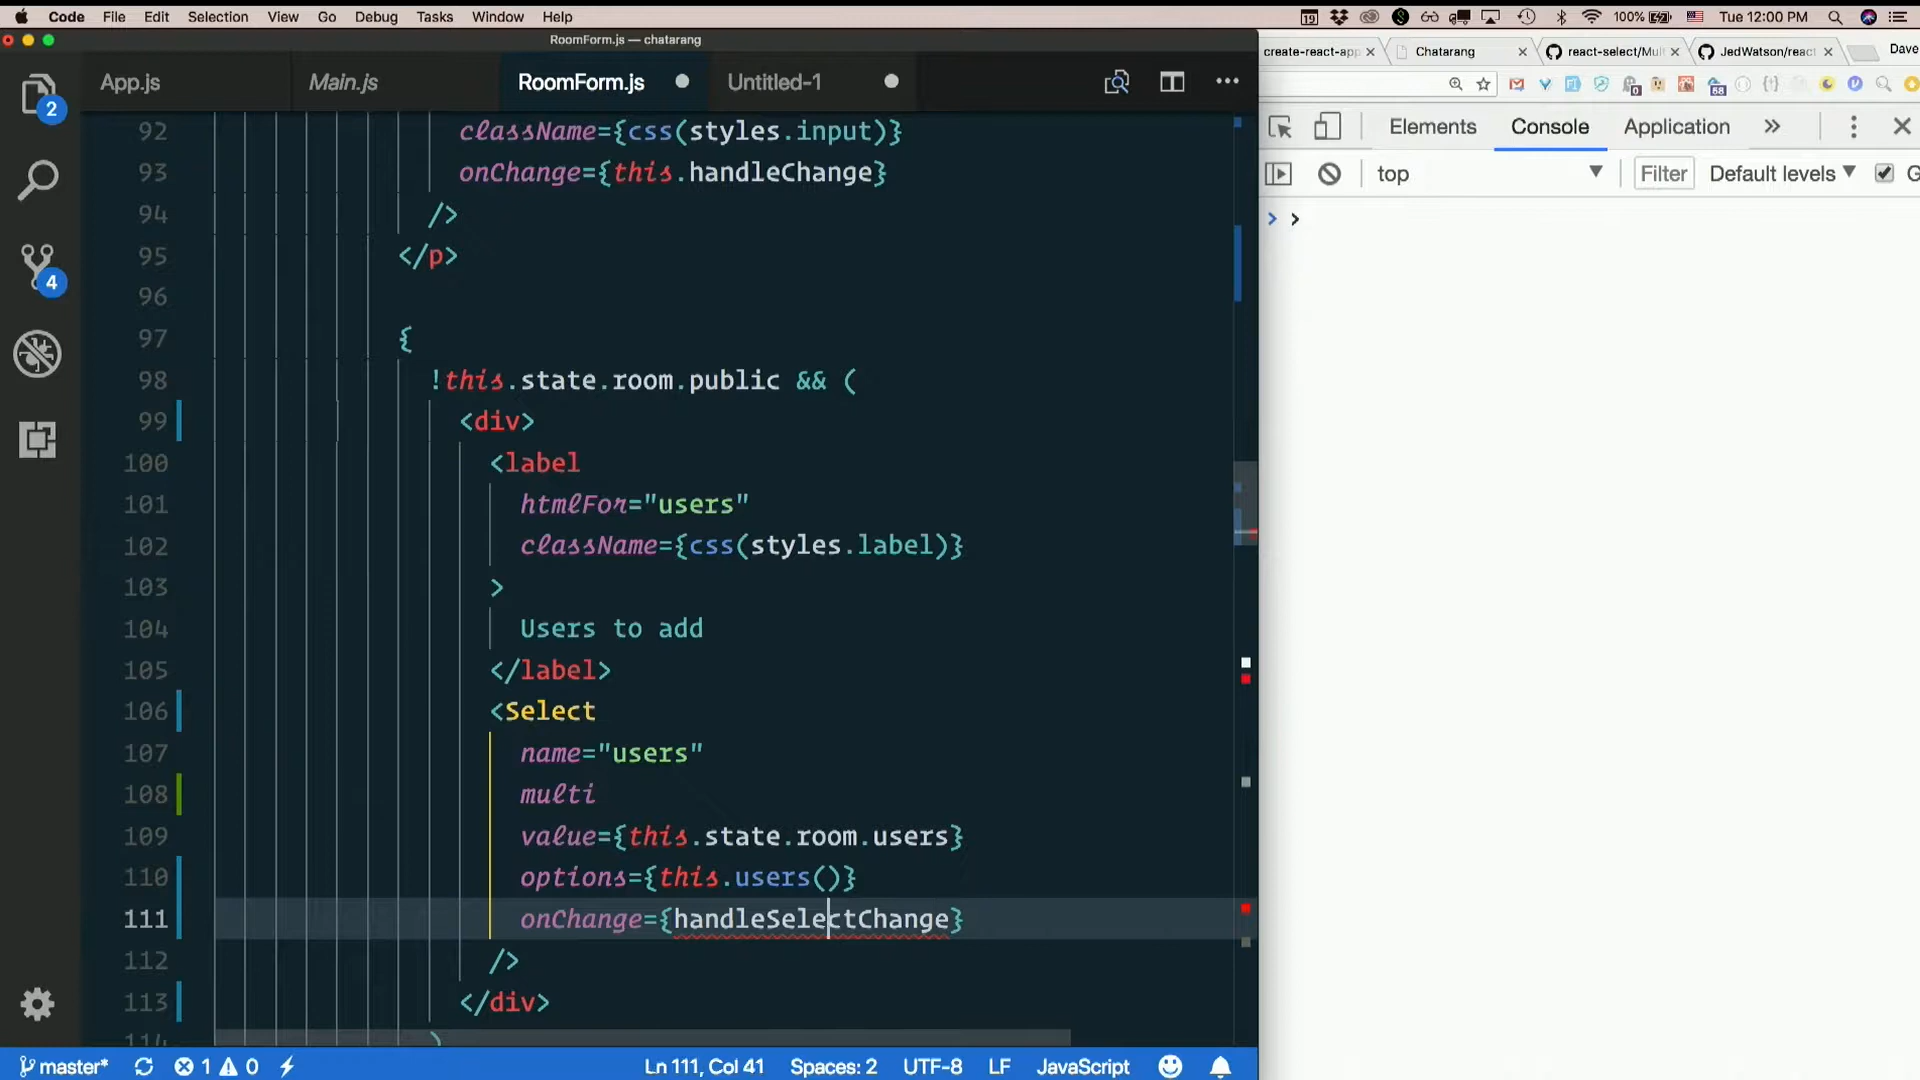 Code File Edit Selection View Go Debug Tasks Window Help 19 100% Tue 12:00 PM
RoomForm.js — chatarang
create-react-app Chatarang react-select/Mul JedWatson/react Dave
2 App.js Main.js RoomForm.js Untitled-1
Elements Console Application
top Filter Default levels G
> >
92 className={css(styles.input)}
93 onChange={this.handleChange}
94 />
95 </p>
96
97 {
98 !this.state.room.public && (
99 <div>
100 <label
101 htmlFor="users"
102 className={css(styles.label)}
103 >
104 Users to add
105 </label>
106 <Select
107 name="users"
108 multi
109 value={this.state.room.users}
110 options={this.users()}
111 onChange={handleSelectChange}
112 />
113 </div>
114 )
4
master* 1 0 Ln 111, Col 41 Spaces: 2 UTF-8 LF JavaScript